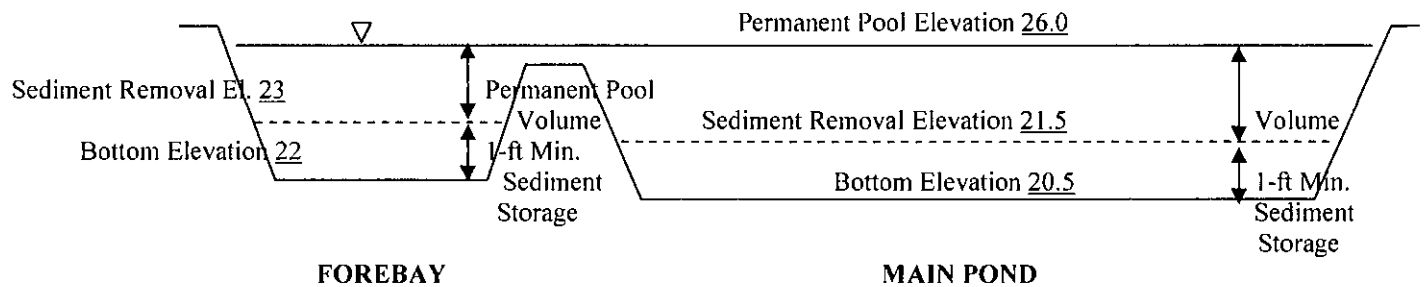 Permanent Pool Elevation 26.0
Sediment Removal El. 23
Permanent Pool
Volume
Sediment Removal Elevation 21.5
Volume
Bottom Elevation 22
1-ft Min.
Sediment
Storage
Bottom Elevation 20.5
1-ft Min.
Sediment
Storage
FOREBAY
MAIN POND